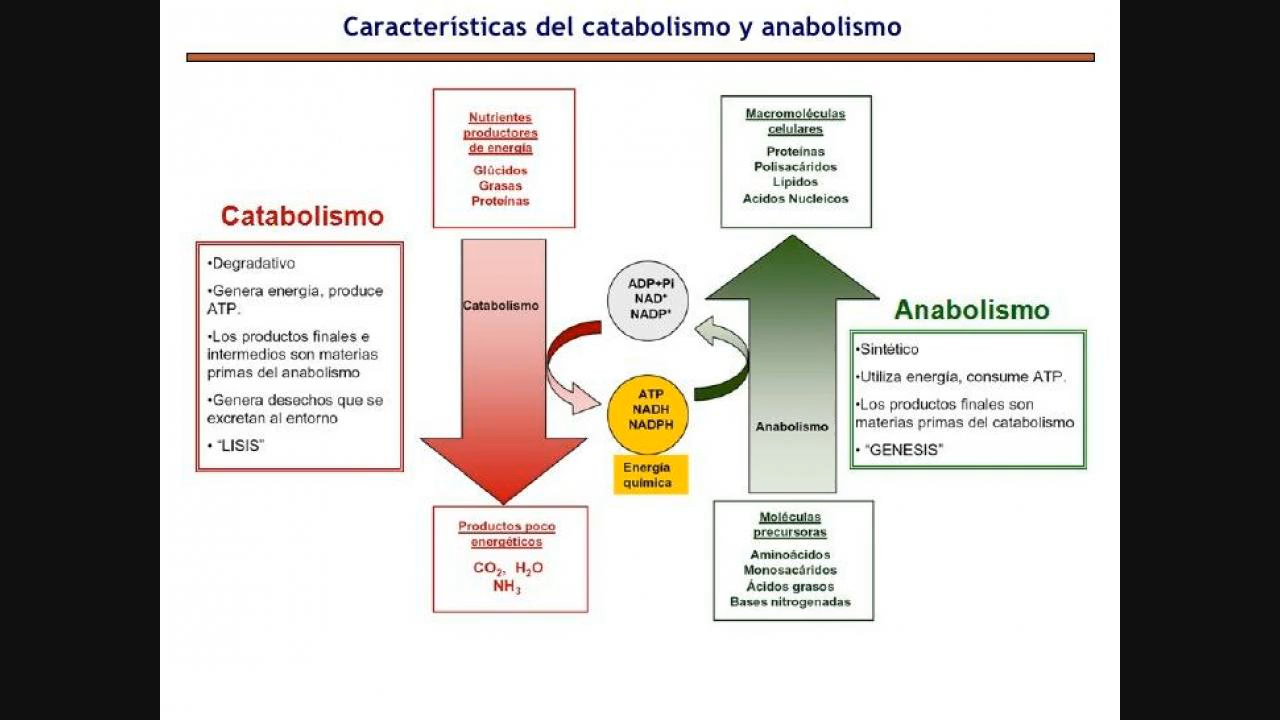 Características del catabolismo y anabolismo
Nutrientes
productores
de energía
Glúcidos
Grasas
Proteínas
Macromoléculas
celulares
Proteínas
Polisacáridos
Lípidos
Acidos Nucleicos
Catabolismo
•Degradativo
•Genera energía, produce
ATP.
•Los productos finales e
intermedios son materias
primas del anabolismo
•Genera desechos que se
excretan al entorno
• “LISIS”
Catabolismo
ADP+Pi
NAD+
NADP+
ATP
NADH
NADPH
Energía
química
Anabolismo
Anabolismo
•Sintético
•Utiliza energía, consume ATP.
•Los productos finales son
materias primas del catabolismo
• “GENESIS”
Productos poco
energéticos
CO2, H2O
NH3
Moléculas
precursoras
Aminoácidos
Monosacáridos
Ácidos grasos
Bases nitrogenadas